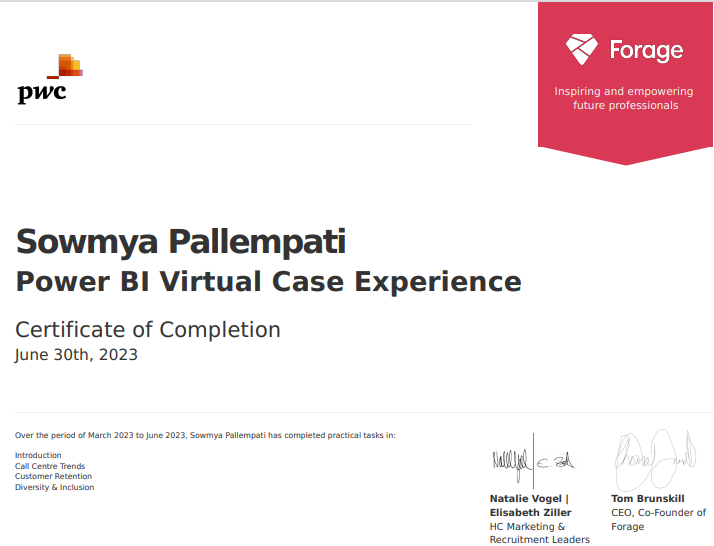 pwc
Forage
Inspiring and empowering
future professionals
Sowmya Pallempati
Power BI Virtual Case Experience
Certificate of Completion
June 30th, 2023
Over the period of March 2023 to June 2023, Sowmya Pallempati has completed practical tasks in:
Introduction
Call Centre Trends
Customer Retention
Diversity & Inclusion
Natalie Vogel |
Elisabeth Ziller
HC Marketing &
Recruitment Leaders
Tom Brunskill
CEO, Co-Founder of
Forage